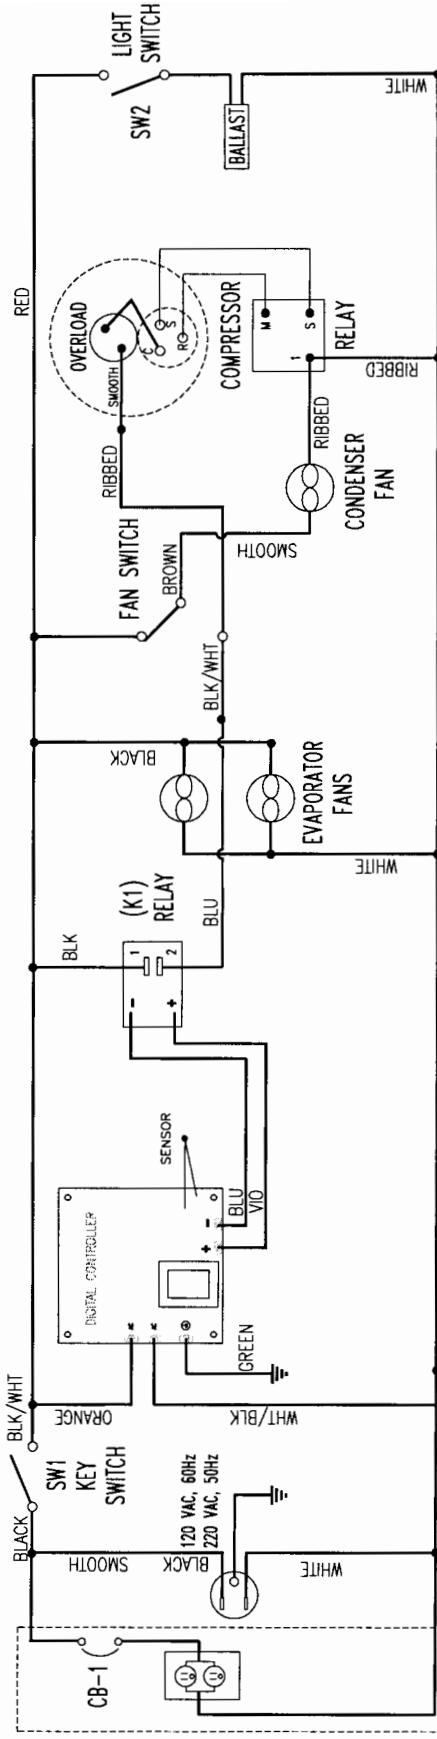 CB-1
BLACK
SMOOTH
BLACK
120 VAC, 60Hz
220 VAC, 50Hz
WHITE
SW1
KEY
SWITCH
BLK/WHT
ORANGE
WHT/BLK
GREEN
DIGITAL CONTROLLER
+
-
SENSOR
BLU
VIO
BLK
(K1)
RELAY
-
+
1
2
BLU
BLACK
WHITE
EVAPORATOR
FANS
BLK/WHT
FAN SWITCH
BROWN
SMOOTH
RIBBED
SMOOTH
OVERLOAD
C
S
R
CONDENSER
FAN
RIBBED
COMPRESSOR
M
S
1
RELAY
RIBBED
RED
LIGHT
SWITCH
SW2
BALLAST
WHITE